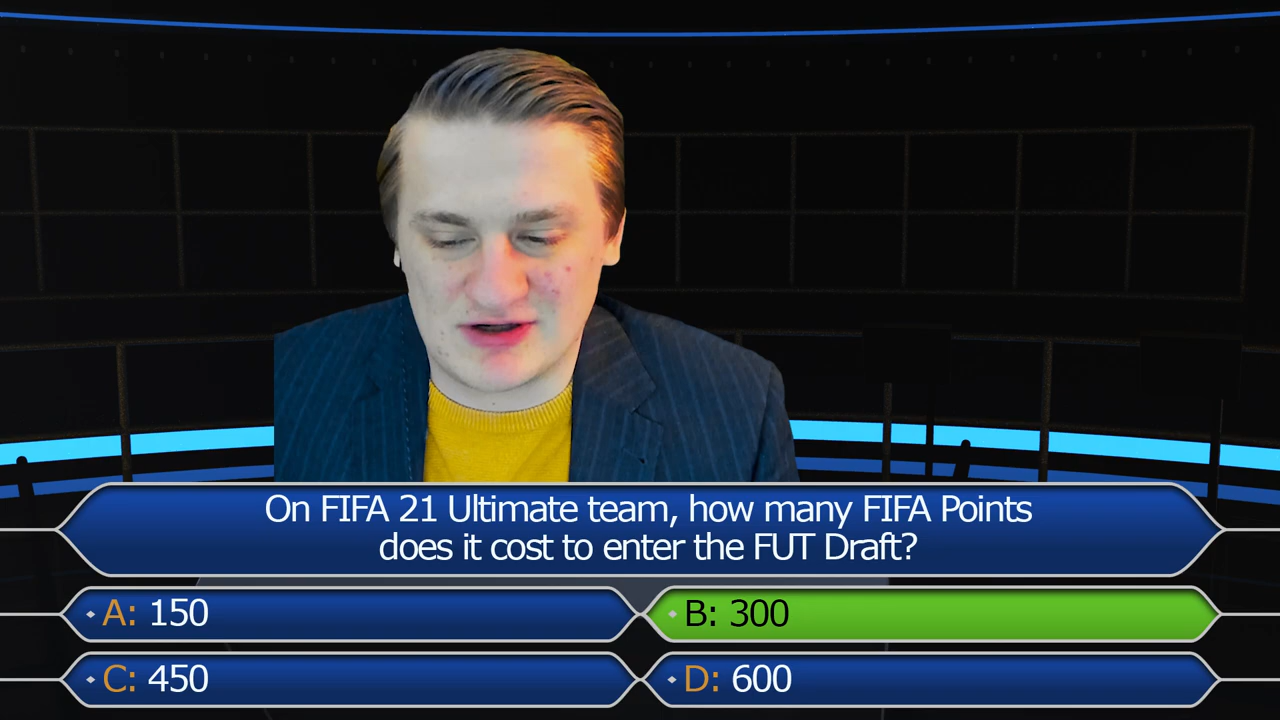 On FIFA 21 Ultimate team, how many FIFA Points
does it cost to enter the FUT Draft?
A: 150
B: 300
C: 450
D: 600